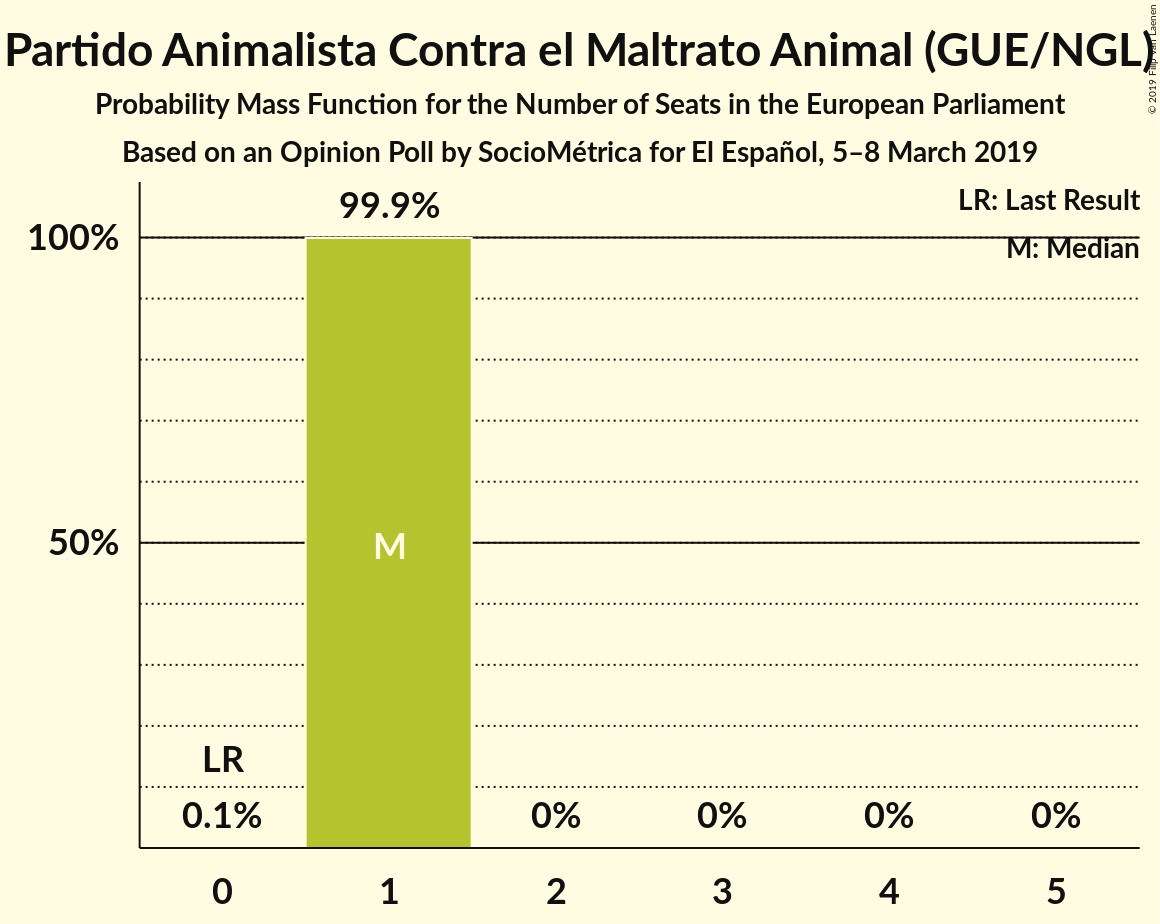 Partido Animalista Contra el Maltrato Animal (GUE/NGL)
Probability Mass Function for the Number of Seats in the European Parliament
Based on an Opinion Poll by SocioMétrica for El Español, 5–8 March 2019
© 2019 Filip van Laenen
LR: Last Result
M: Median
99.9%
100%
50%
M
LR
0.1%
0%
0%
0%
0%
0
1
2
3
4
5